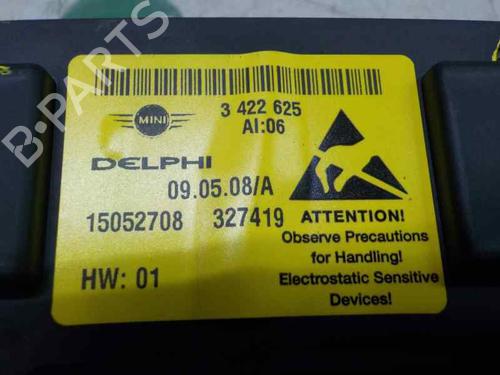 MINI
3 422 625
AI:06
DELPHI
09.05.08/A
15052708 327419
HW: 01
ATTENTION!
Observe Precautions
for Handling!
Electrostatic Sensitive
Devices!
B-PARTS